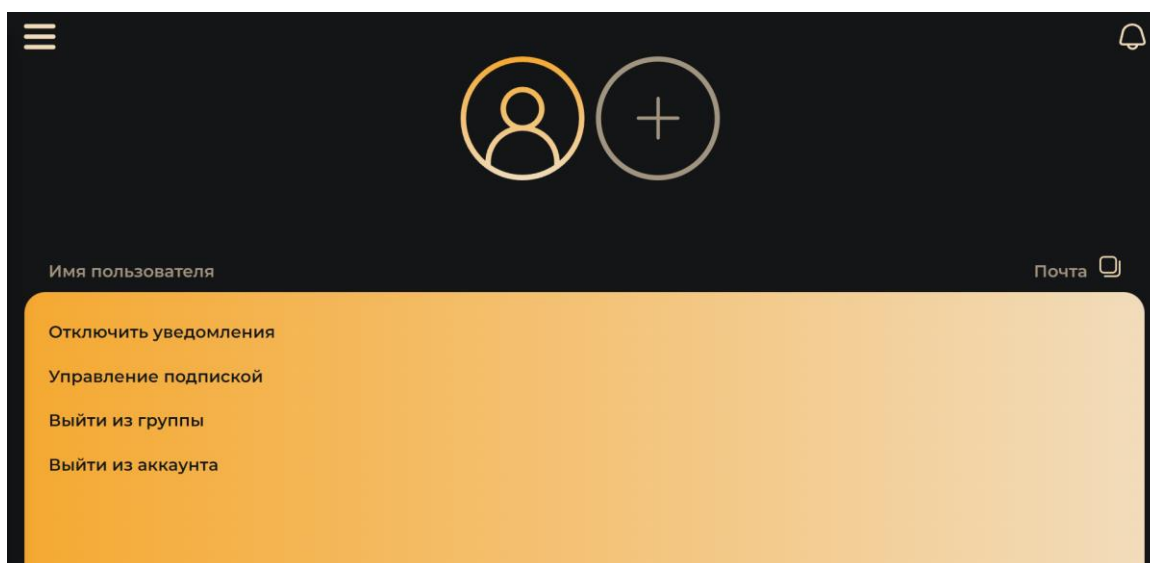 Имя пользователя
Почта
Отключить уведомления
Управление подпиской
Выйти из группы
Выйти из аккаунта